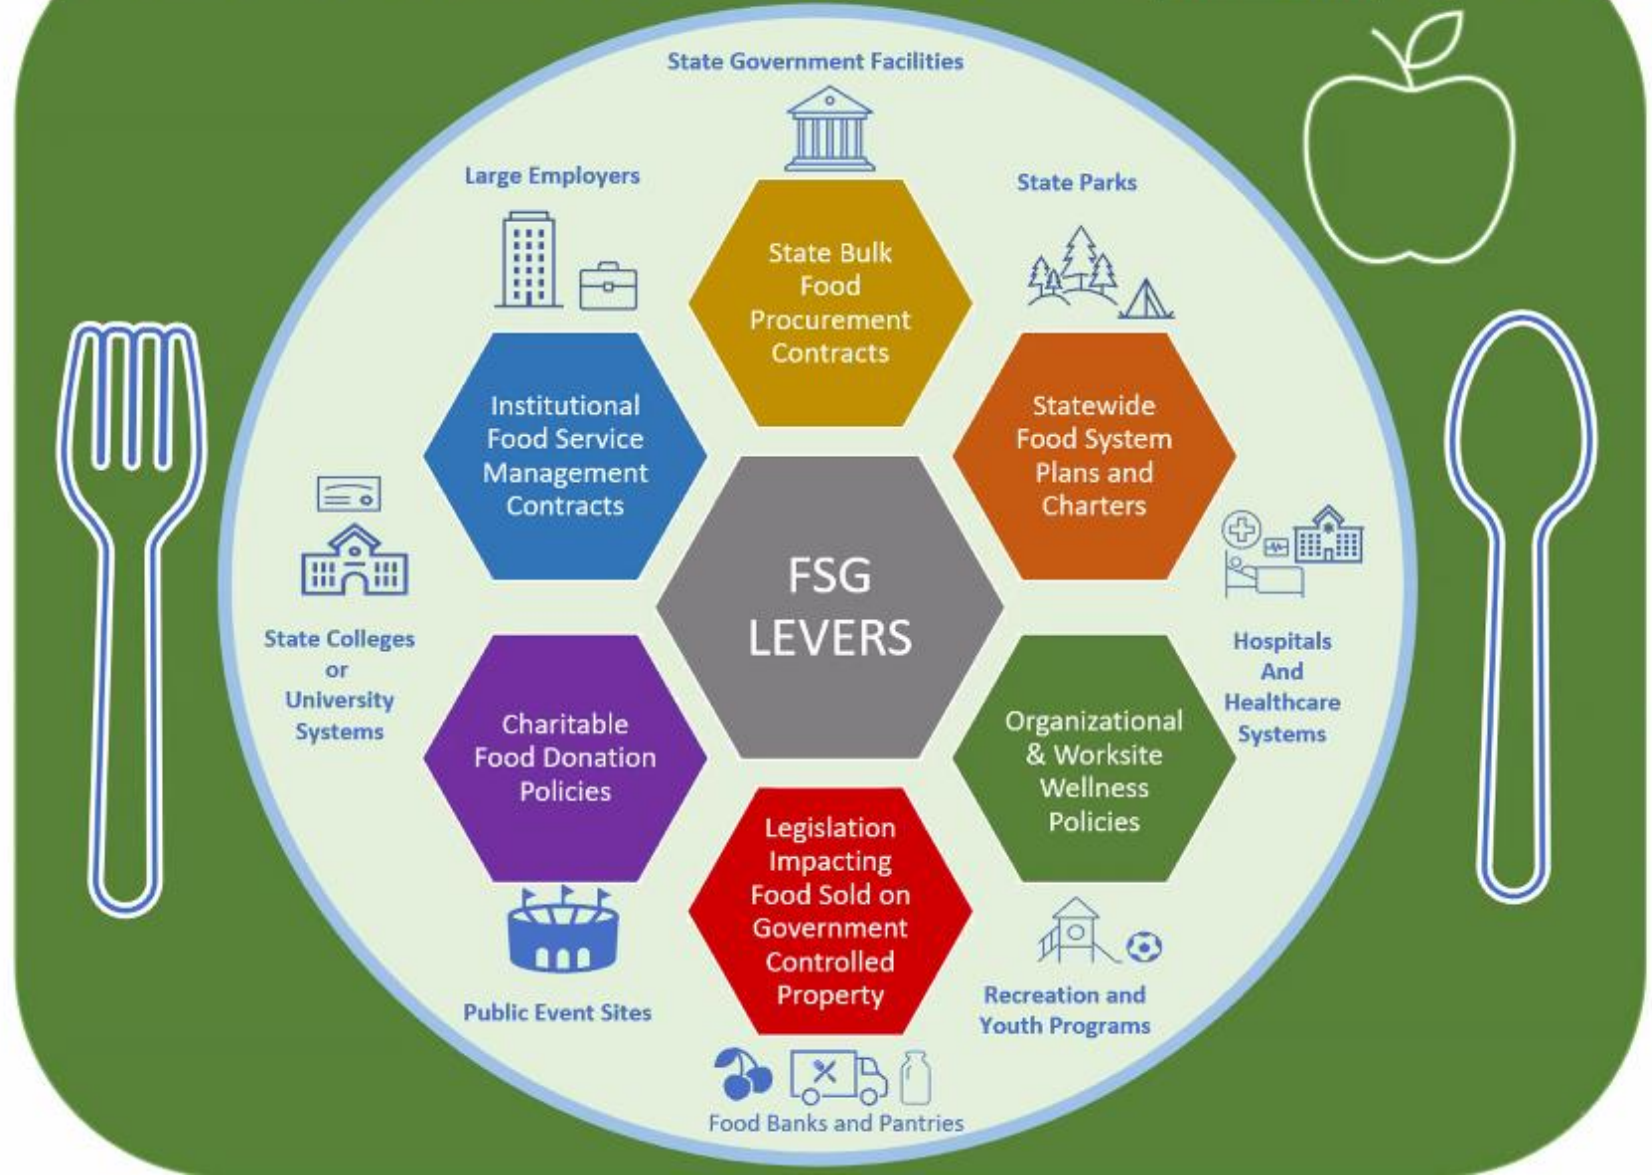 State Government Facilities
Large Employers
State Parks
State Bulk
Food
Procurement
Contracts
Institutional
Food Service
Management
Contracts
Statewide
Food System
Plans and
Charters
FSG
LEVERS
State Colleges
or
University
Systems
Hospitals
And
Healthcare
Systems
Charitable
Food Donation
Policies
Organizational
& Worksite
Wellness
Policies
Legislation
Impacting
Food Sold on
Government
Controlled
Property
Public Event Sites
Recreation and
Youth Programs
Food Banks and Pantries